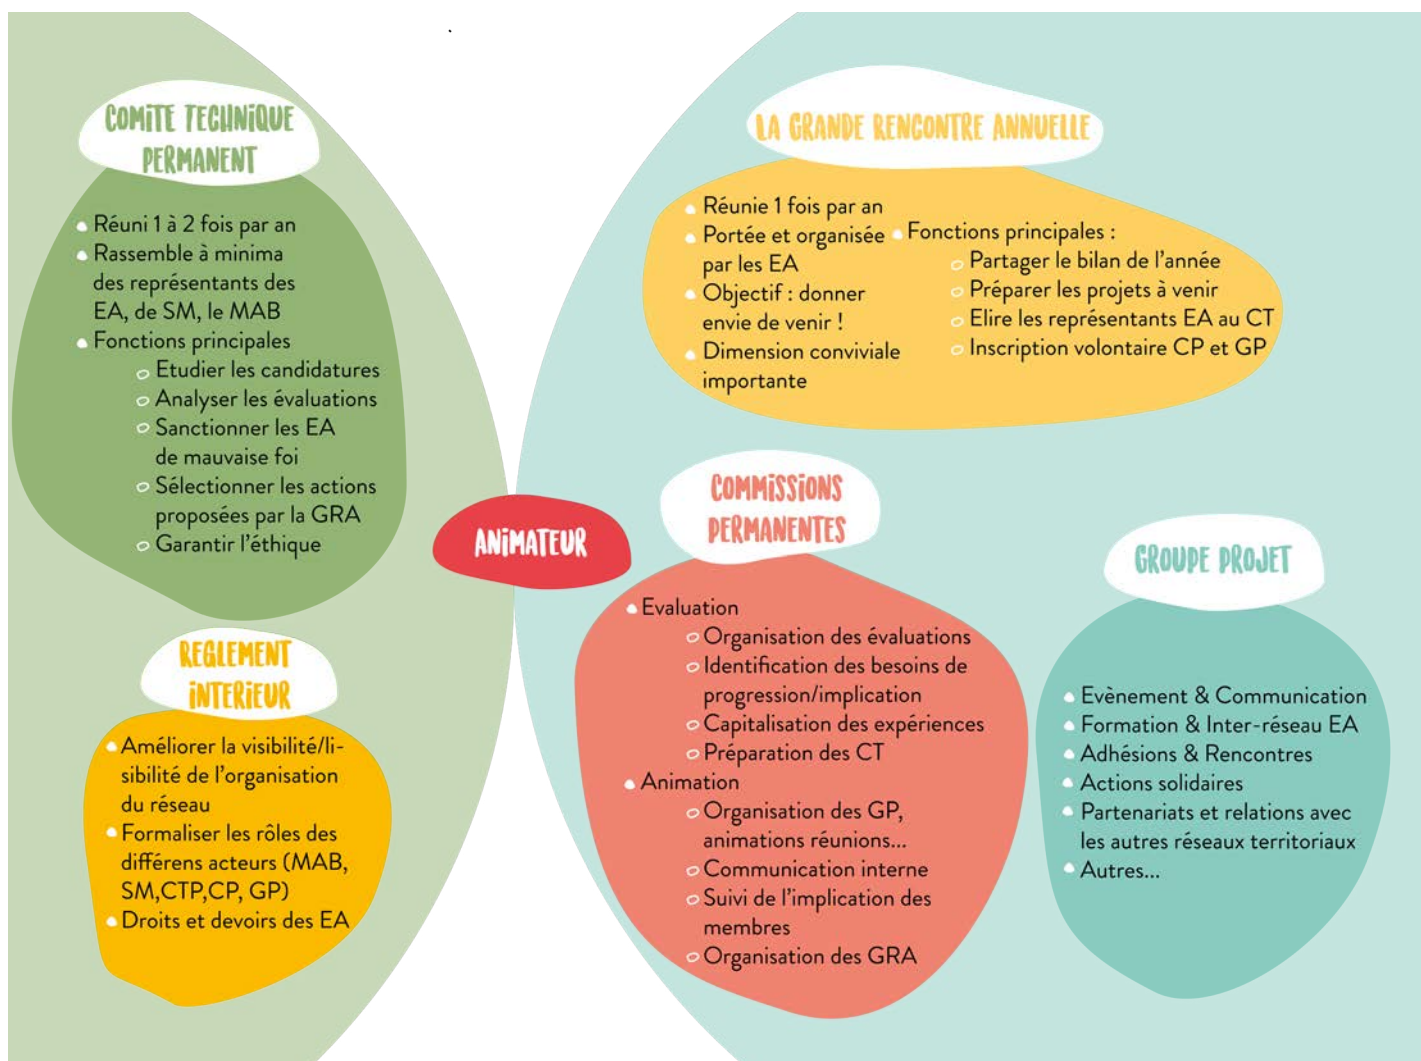 COMITE TECHNIQUE
PERMANENT
Réuni 1 à 2 fois par an
Rassemble à minima
des représentants des
EA, de SM, le MAB
Fonctions principales
Etudier les candidatures
Analyser les évaluations
Sanctionner les EA
de mauvaise foi
Sélectionner les actions
proposées par la GRA
Garantir l'éthique
REGLEMENT
INTERIEUR
Améliorer la visibilité/li-
sibilité de l'organisation
du réseau
Formaliser les rôles des
différens acteurs (MAB,
SM,CTP,CP, GP)
Droits et devoirs des EA
ANIMATEUR
LA GRANDE RENCONTRE ANNUELLE
Réunie 1 fois par an
Portée et organisée
par les EA
Objectif : donner
envie de venir !
Dimension conviviale
importante
Fonctions principales :
Partager le bilan de l'année
Préparer les projets à venir
Elire les représentants EA au CT
Inscription volontaire CP et GP
COMMISSIONS
PERMANENTES
Evaluation
Organisation des évaluations
Identification des besoins de
progression/implication
Capitalisation des expériences
Préparation des CT
Animation
Organisation des GP,
animations réunions...
Communication interne
Suivi de l'implication des
membres
Organisation des GRA
GROUPE PROJET
Evènement & Communication
Formation & Inter-réseau EA
Adhésions & Rencontres
Actions solidaires
Partenariats et relations avec
les autres réseaux territoriaux
Autres...